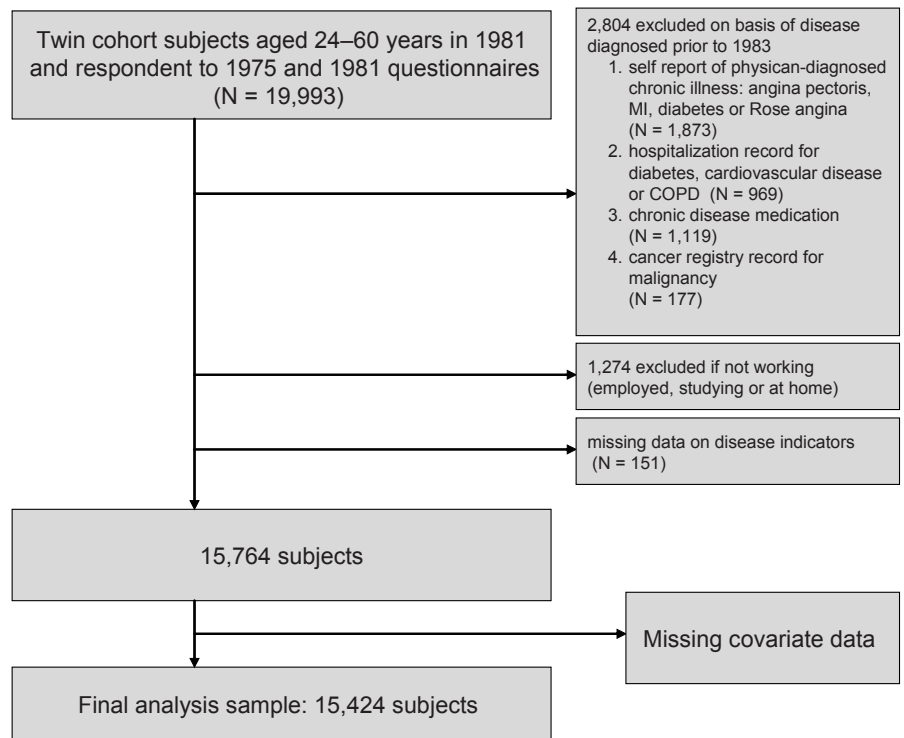 Twin cohort subjects aged 24–60 years in 1981
and respondent to 1975 and 1981 questionnaires
(N = 19,993)
2,804 excluded on basis of disease
diagnosed prior to 1983
1. self report of physican-diagnosed
chronic illness: angina pectoris,
MI, diabetes or Rose angina
(N = 1,873)
2. hospitalization record for
diabetes, cardiovascular disease
or COPD (N = 969)
3. chronic disease medication
(N = 1,119)
4. cancer registry record for
malignancy
(N = 177)
1,274 excluded if not working
(employed, studying or at home)
missing data on disease indicators
(N = 151)
15,764 subjects
Missing covariate data
Final analysis sample: 15,424 subjects